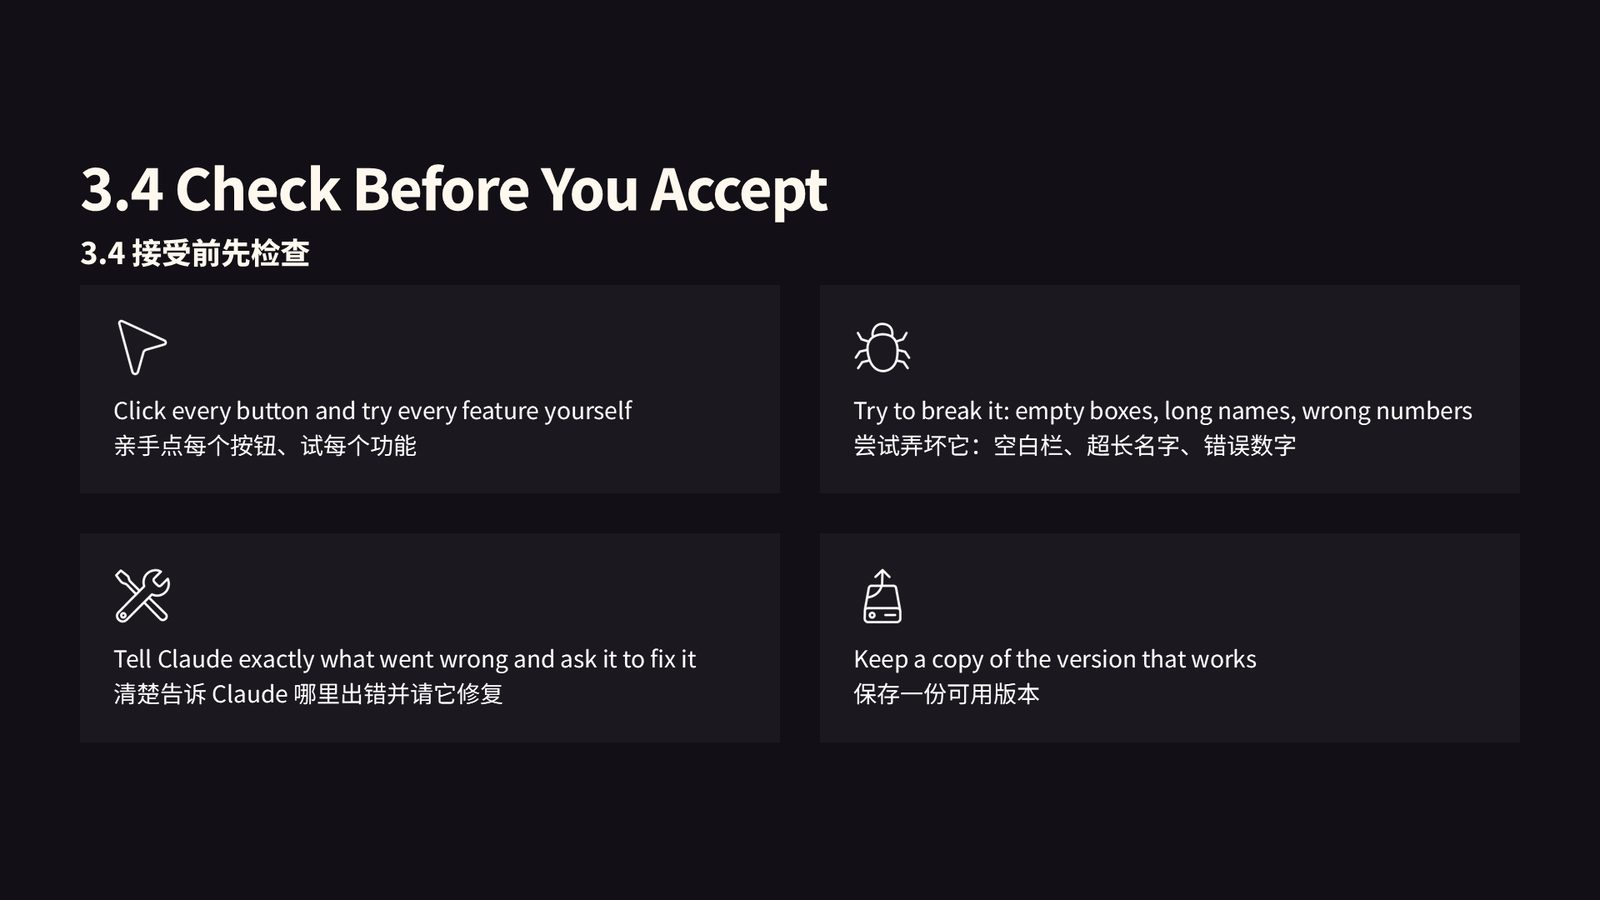 3.4 Check Before You Accept
3.4 接受前先检查
Click every button and try every feature yourself
亲手点每个按钮、试每个功能
Try to break it: empty boxes, long names, wrong numbers
尝试弄坏它：空白栏、超长名字、错误数字
Tell Claude exactly what went wrong and ask it to fix it
清楚告诉 Claude 哪里出错并请它修复
Keep a copy of the version that works
保存一份可用版本